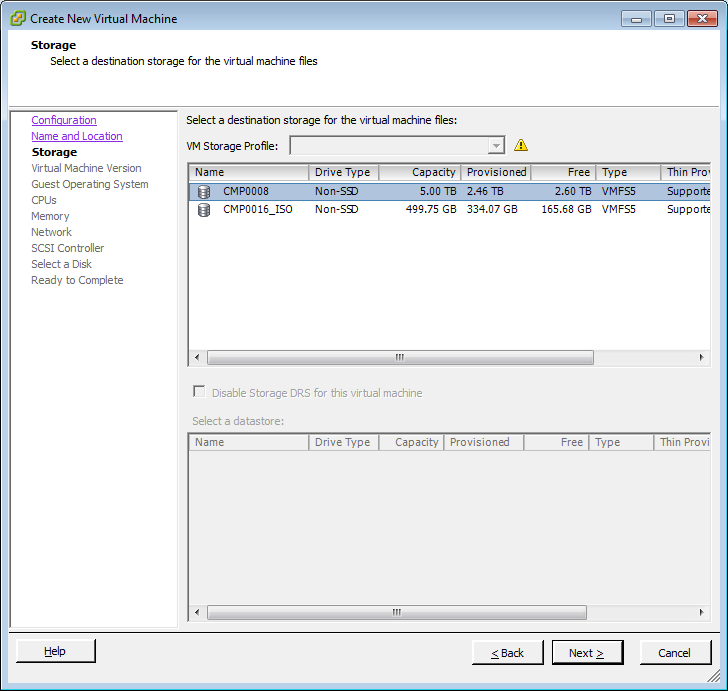 Create New Virtual Machine
Storage
Select a destination storage for the virtual machine files
Configuration
Name and Location
Storage
Virtual Machine Version
Guest Operating System
CPUs
Memory
Network
SCSI Controller
Select a Disk
Ready to Complete
Select a destination storage for the virtual machine files:
VM Storage Profile:
Name Drive Type Capacity Provisioned Free Type Thin Prov
CMP0008 Non-SSD 5.00 TB 2.46 TB 2.60 TB VMFS5 Supporte
CMP0016_ISO Non-SSD 499.75 GB 334.07 GB 165.68 GB VMFS5 Supporte
Disable Storage DRS for this virtual machine
Select a datastore:
Name Drive Type Capacity Provisioned Free Type Thin Provi
Help < Back Next > Cancel